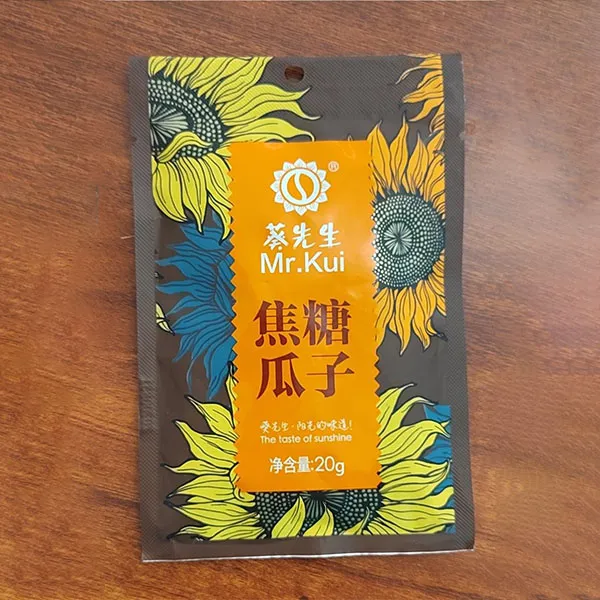 ®
葵先生
Mr.Kui
焦糖
瓜子
葵先生·阳光的味道!
The taste of sunshine
净含量:20g